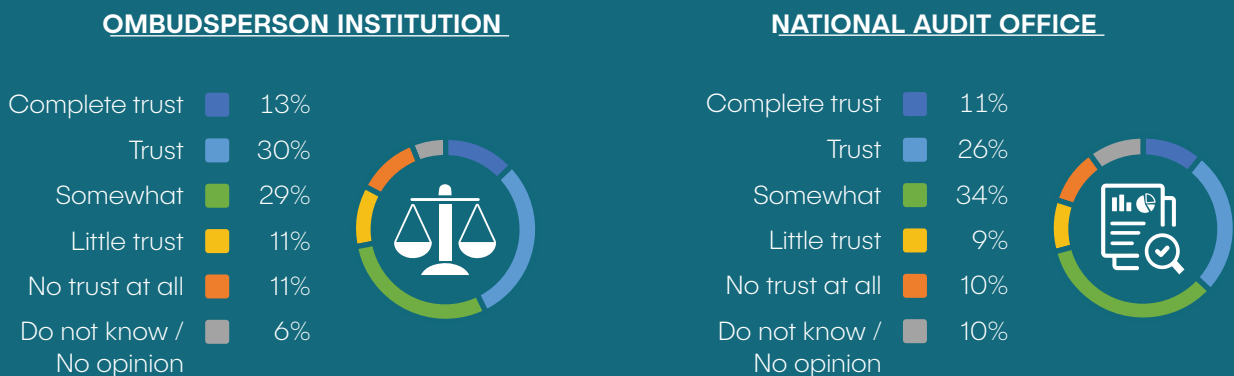 OMBUDSPERSON INSTITUTION
Complete trust 13%
Trust 30%
Somewhat 29%
Little trust 11%
No trust at all 11%
Do not know / 6%
No opinion
NATIONAL AUDIT OFFICE
Complete trust 11%
Trust 26%
Somewhat 34%
Little trust 9%
No trust at all 10%
Do not know / 10%
No opinion